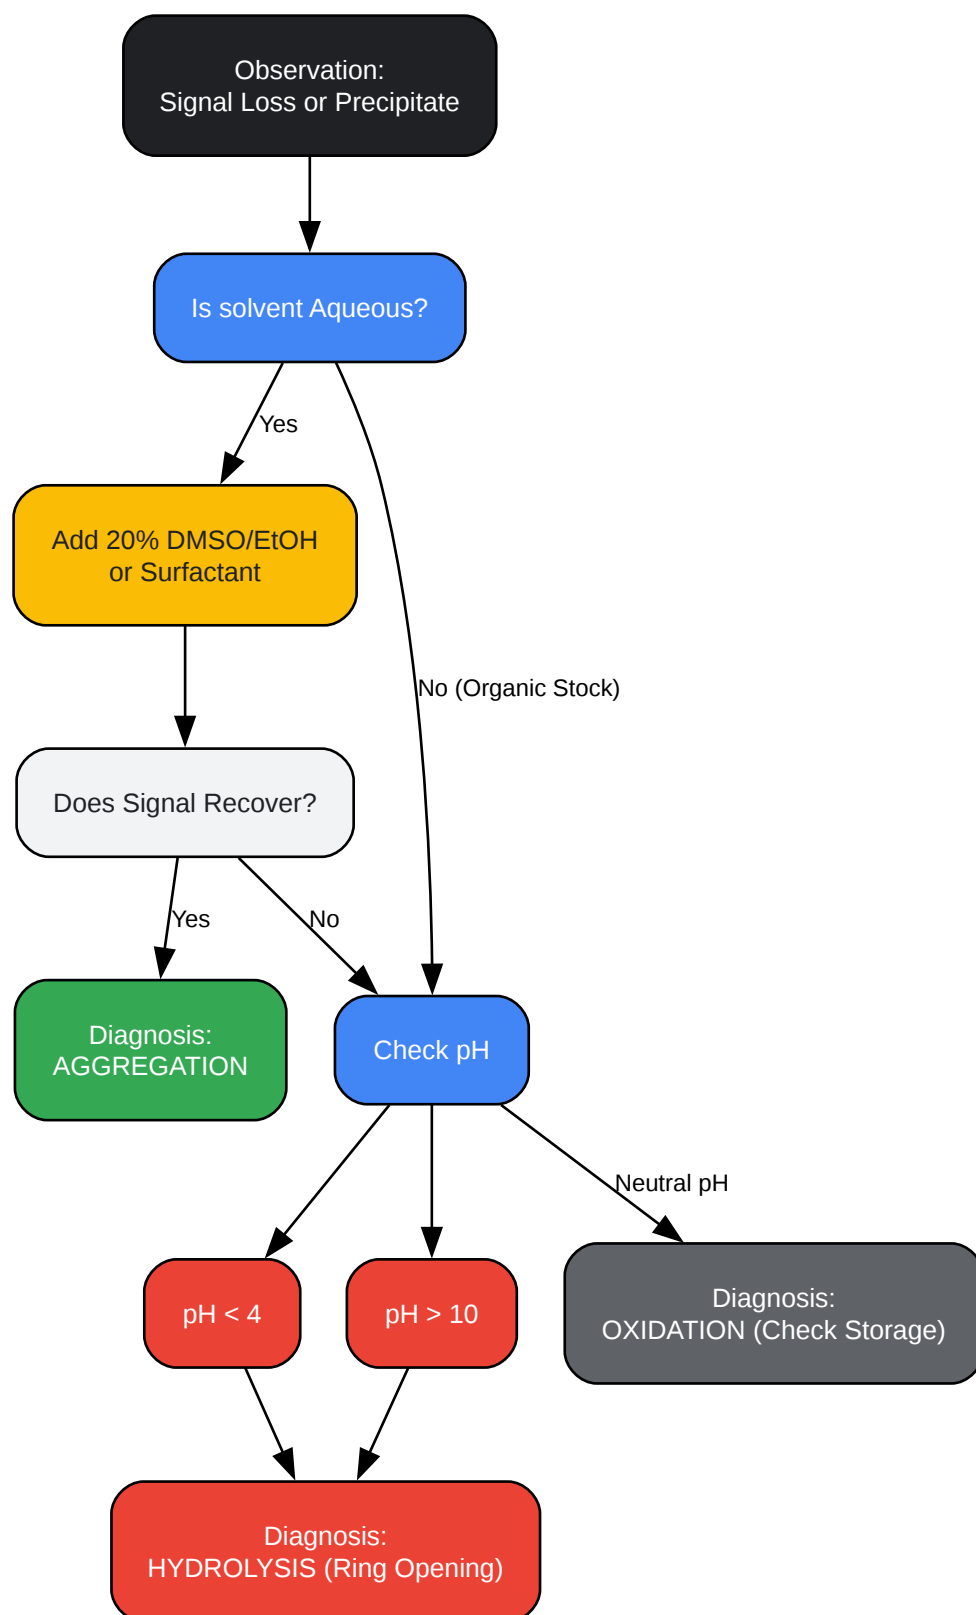 Observation:
Signal Loss or Precipitate
Is solvent Aqueous?
Yes
Add 20% DMSO/EtOH
or Surfactant
No (Organic Stock)
Does Signal Recover?
Yes
No
Diagnosis:
AGGREGATION
Check pH
Neutral pH
pH < 4
pH > 10
Diagnosis:
OXIDATION (Check Storage)
Diagnosis:
HYDROLYSIS (Ring Opening)